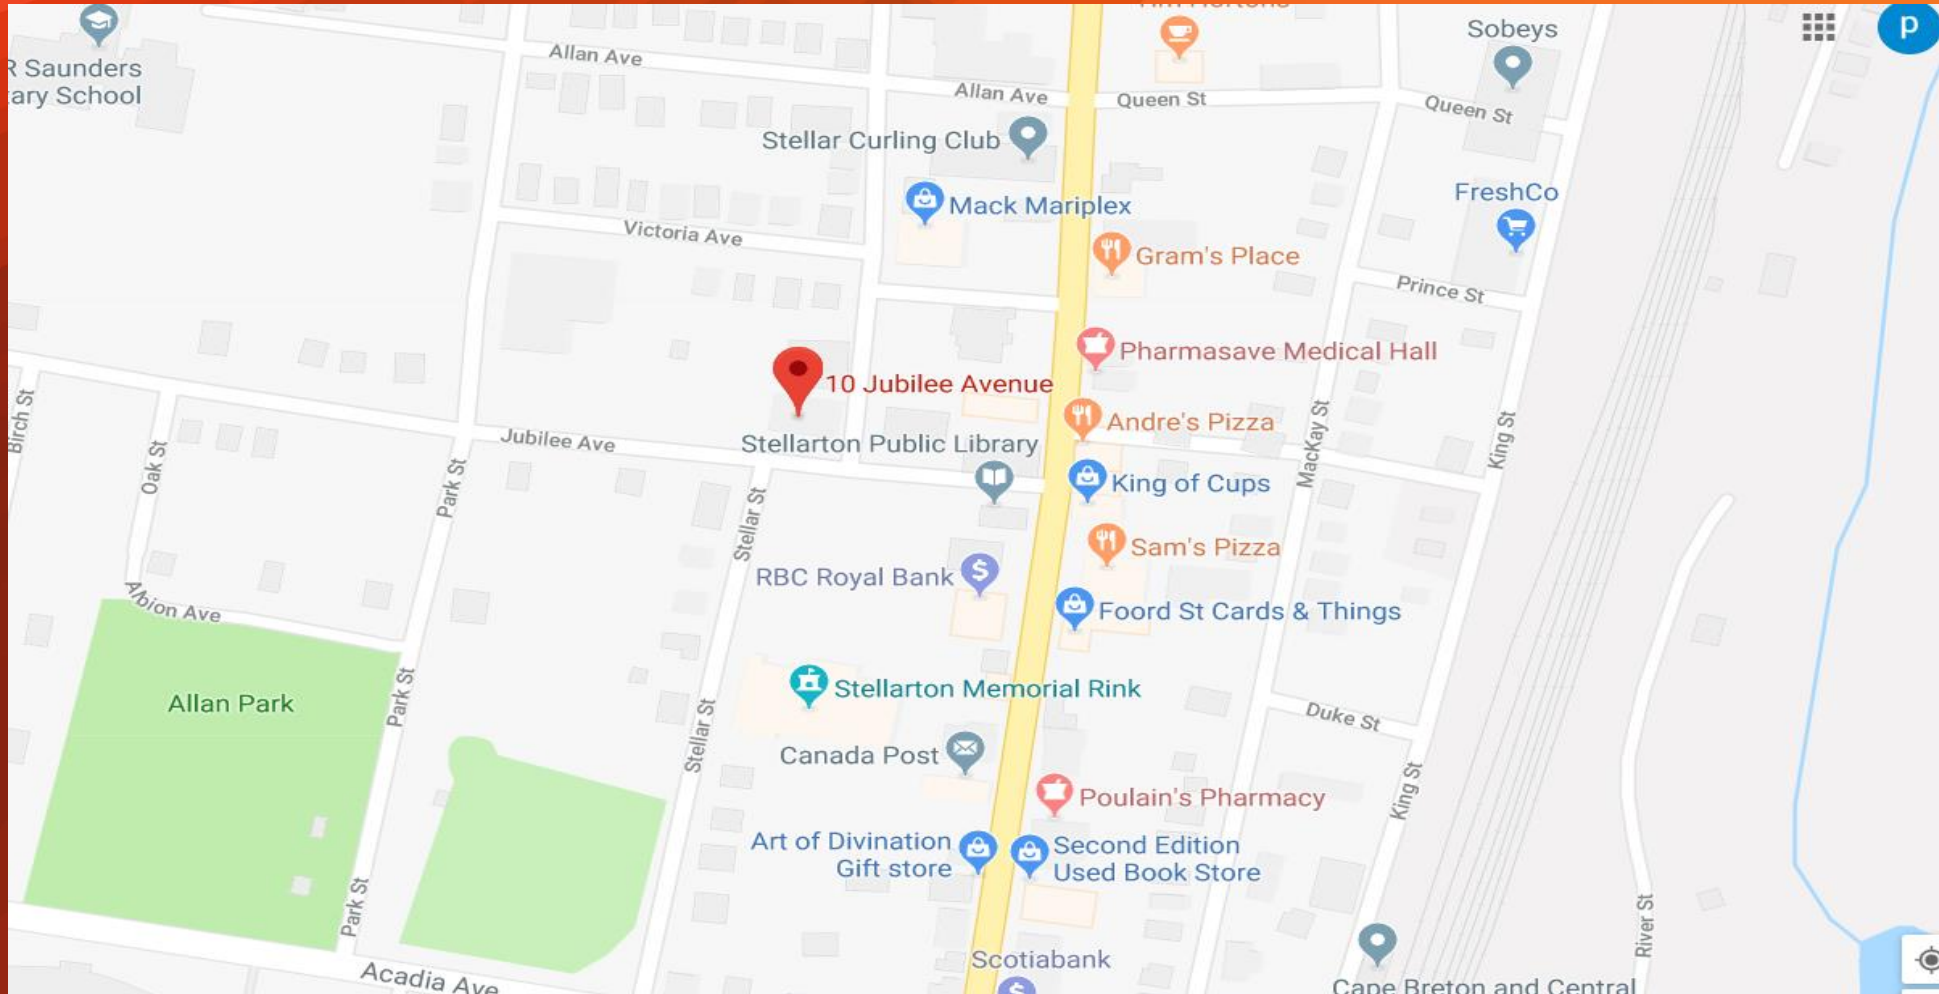 Tim Hortons
Sobeys
p
R Saunders
tary School
Allan Ave
Allan Ave
Queen St
Queen St
Stellar Curling Club
Mack Mariplex
FreshCo
Victoria Ave
Gram's Place
Prince St
Pharmasave Medical Hall
10 Jubilee Avenue
Birch St
Oak St
Jubilee Ave
Stellarton Public Library
Andre's Pizza
MacKay St
King St
Park St
Stellar St
King of Cups
Sam's Pizza
RBC Royal Bank
Albion Ave
Foord St Cards & Things
Allan Park
Park St
Stellar St
Stellarton Memorial Rink
Duke St
Canada Post
King St
Poulain's Pharmacy
Art of Divination
Gift store
Second Edition
Used Book Store
Park St
River St
Acadia Ave
Scotiabank
Cape Breton and Central